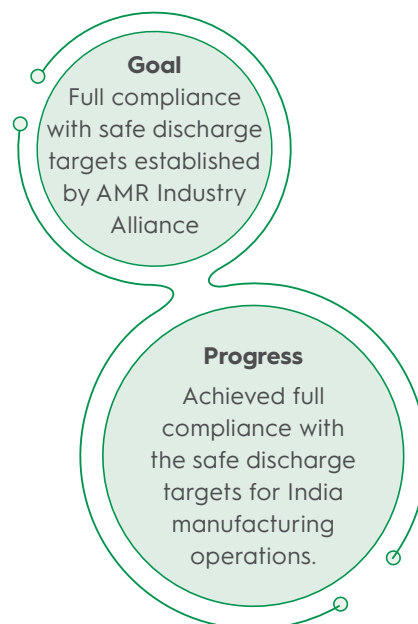 Goal
Full compliance
with safe discharge
targets established
by AMR Industry
Alliance
Progress
Achieved full
compliance with
the safe discharge
targets for India
manufacturing
operations.